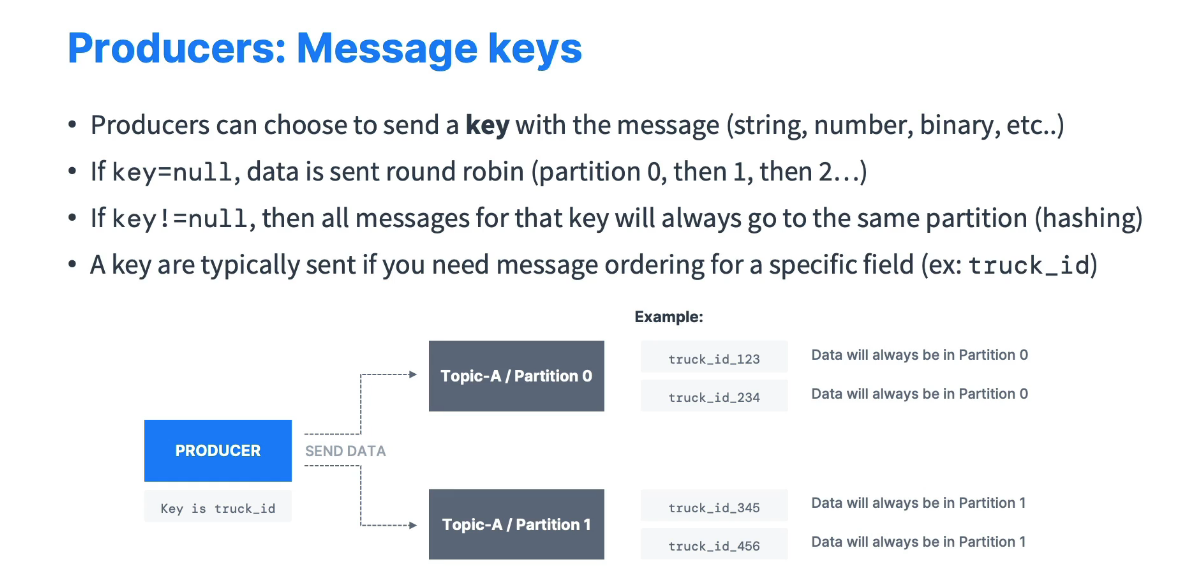 Producers: Message keys
• Producers can choose to send a key with the message (string, number, binary, etc..)
• If key=null, data is sent round robin (partition 0, then 1, then 2…)
• If key!=null, then all messages for that key will always go to the same partition (hashing)
• A key are typically sent if you need message ordering for a specific field (ex: truck_id)
Example:
Topic-A / Partition 0
truck_id_123
Data will always be in Partition 0
truck_id_234
Data will always be in Partition 0
PRODUCER
SEND DATA
Key is truck_id
Topic-A / Partition 1
truck_id_345
Data will always be in Partition 1
truck_id_456
Data will always be in Partition 1